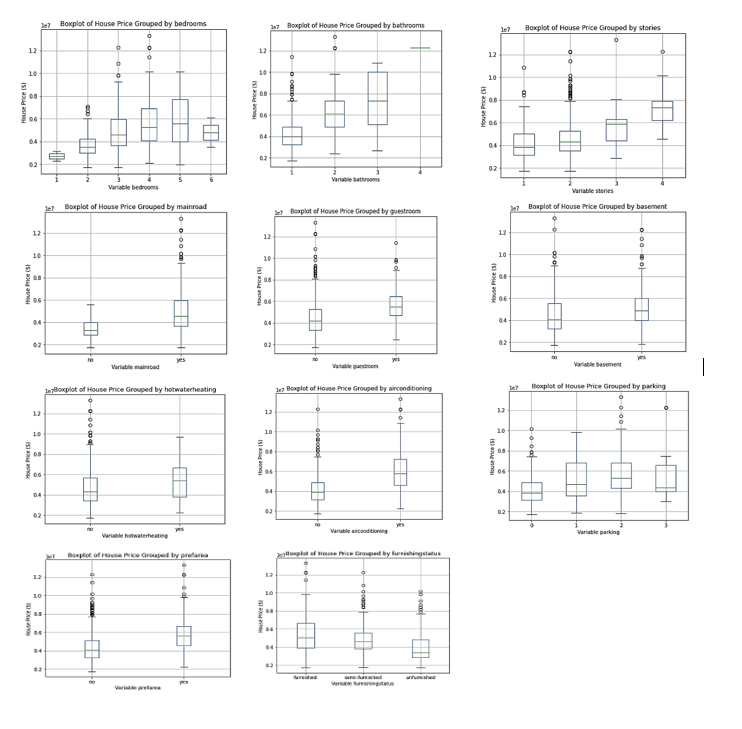 Boxplot of House Price Grouped by bedrooms
1e7
House Price ($)
1.2
1.0
0.8
0.6
0.4
0.2
1 2 3 4 5 6
Variable bedrooms
Boxplot of House Price Grouped by bathrooms
1e7
House Price ($)
1.2
1.0
0.8
0.6
0.4
0.2
1 2 3 4
Variable bathrooms
Boxplot of House Price Grouped by stories
1e7
House Price ($)
1.2
1.0
0.8
0.6
0.4
0.2
1 2 3 4
Variable stories
Boxplot of House Price Grouped by mainroad
1e7
House Price ($)
1.2
1.0
0.8
0.6
0.4
0.2
no yes
Variable mainroad
Boxplot of House Price Grouped by guestroom
1e7
House Price ($)
1.2
1.0
0.8
0.6
0.4
0.2
no yes
Variable guestroom
Boxplot of House Price Grouped by basement
1e7
House Price ($)
1.2
1.0
0.8
0.6
0.4
0.2
no yes
Variable basement
Boxplot of House Price Grouped by hotwaterheating
1e7
House Price ($)
1.2
1.0
0.8
0.6
0.4
0.2
no yes
Variable hotwaterheating
Boxplot of House Price Grouped by airconditioning
1e7
House Price ($)
1.2
1.0
0.8
0.6
0.4
0.2
no yes
Variable airconditioning
Boxplot of House Price Grouped by parking
1e7
House Price ($)
1.2
1.0
0.8
0.6
0.4
0.2
0 1 2 3
Variable parking
Boxplot of House Price Grouped by prefarea
1e7
House Price ($)
1.2
1.0
0.8
0.6
0.4
0.2
no yes
Variable prefarea
Boxplot of House Price Grouped by furnishingstatus
1e7
House Price ($)
1.2
1.0
0.8
0.6
0.4
0.2
furnished semi-furnished unfurnished
Variable furnishingstatus